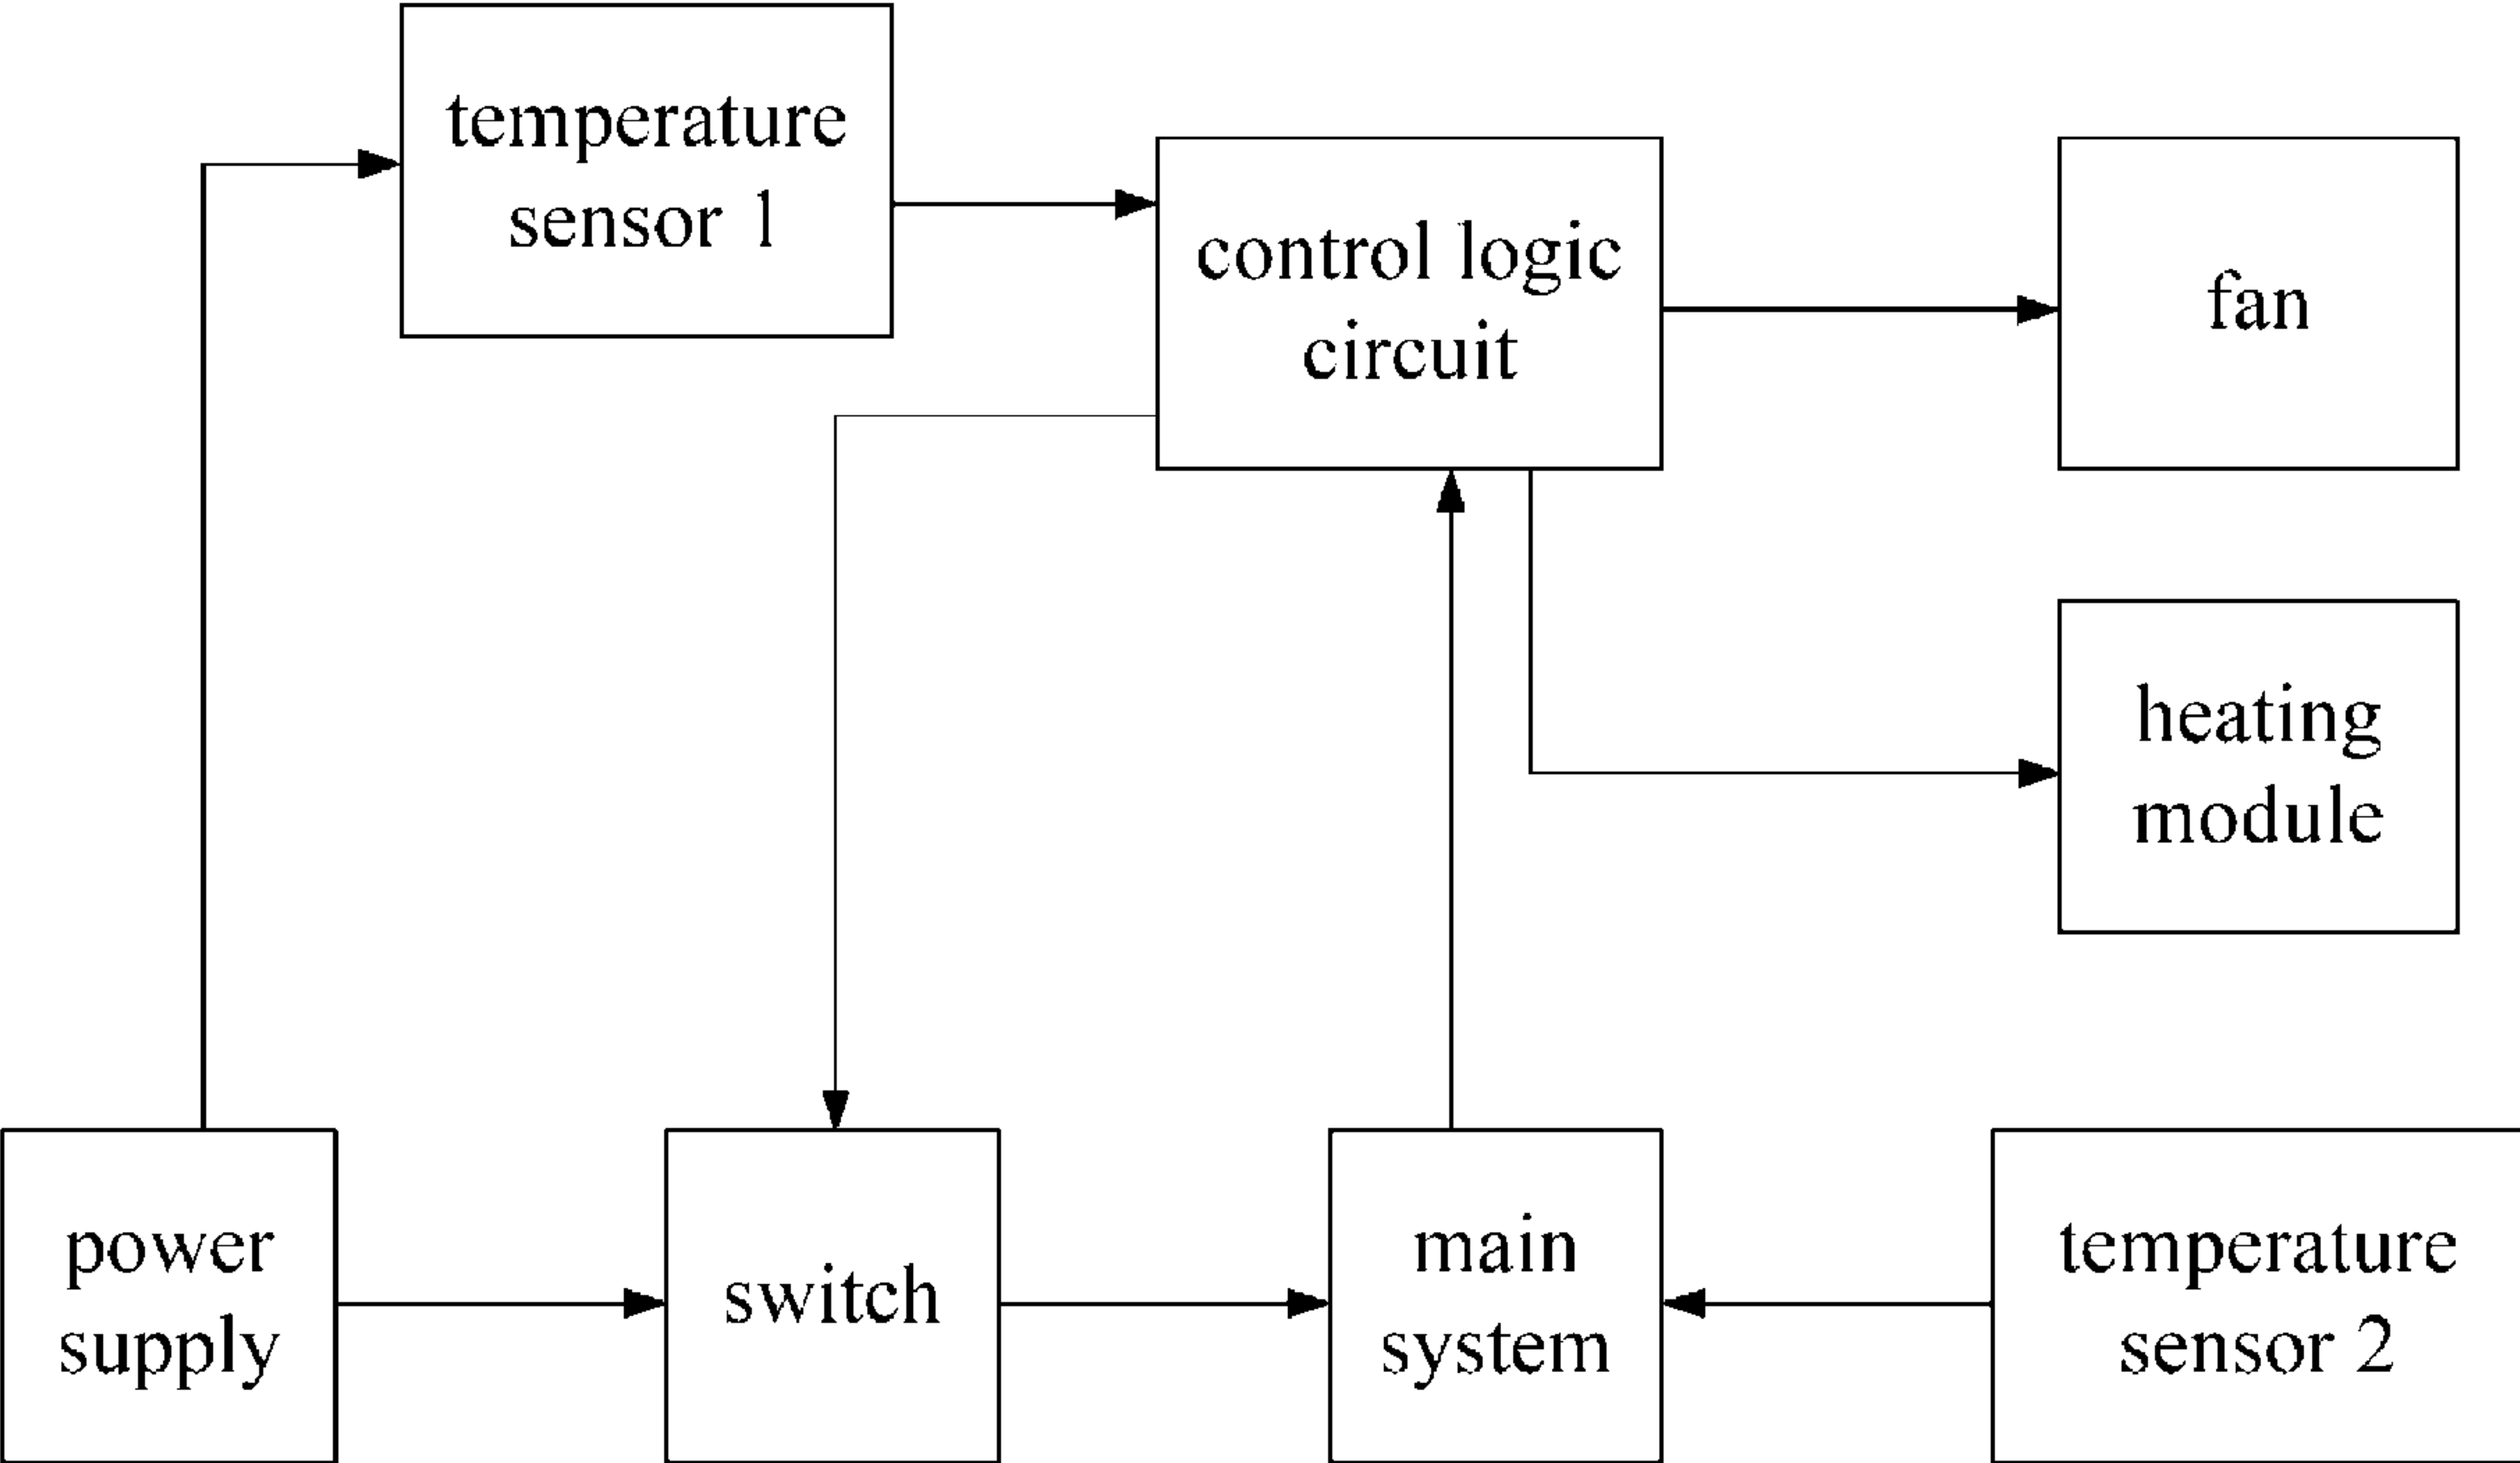 temperature
sensor 1
control logic
circuit
fan
heating
module
power
supply
switch
main
system
temperature
sensor 2